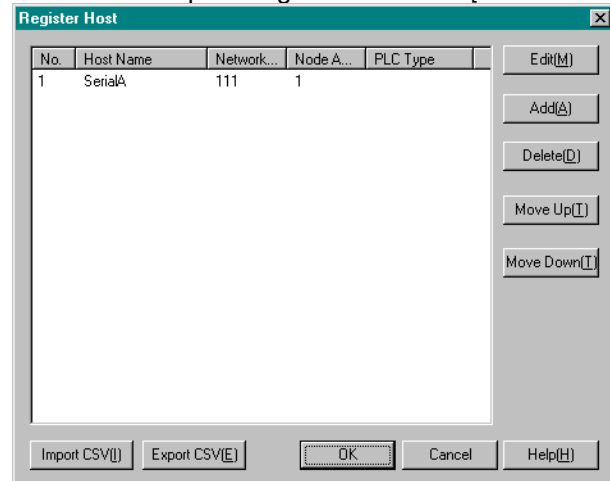 Register Host
No. Host Name Network... Node A... PLC Type
1 SerialA 111 1
Edit(M)
Add(A)
Delete(D)
Move Up(T)
Move Down(T)
Import CSV(I) Export CSV(E) OK Cancel Help(H)